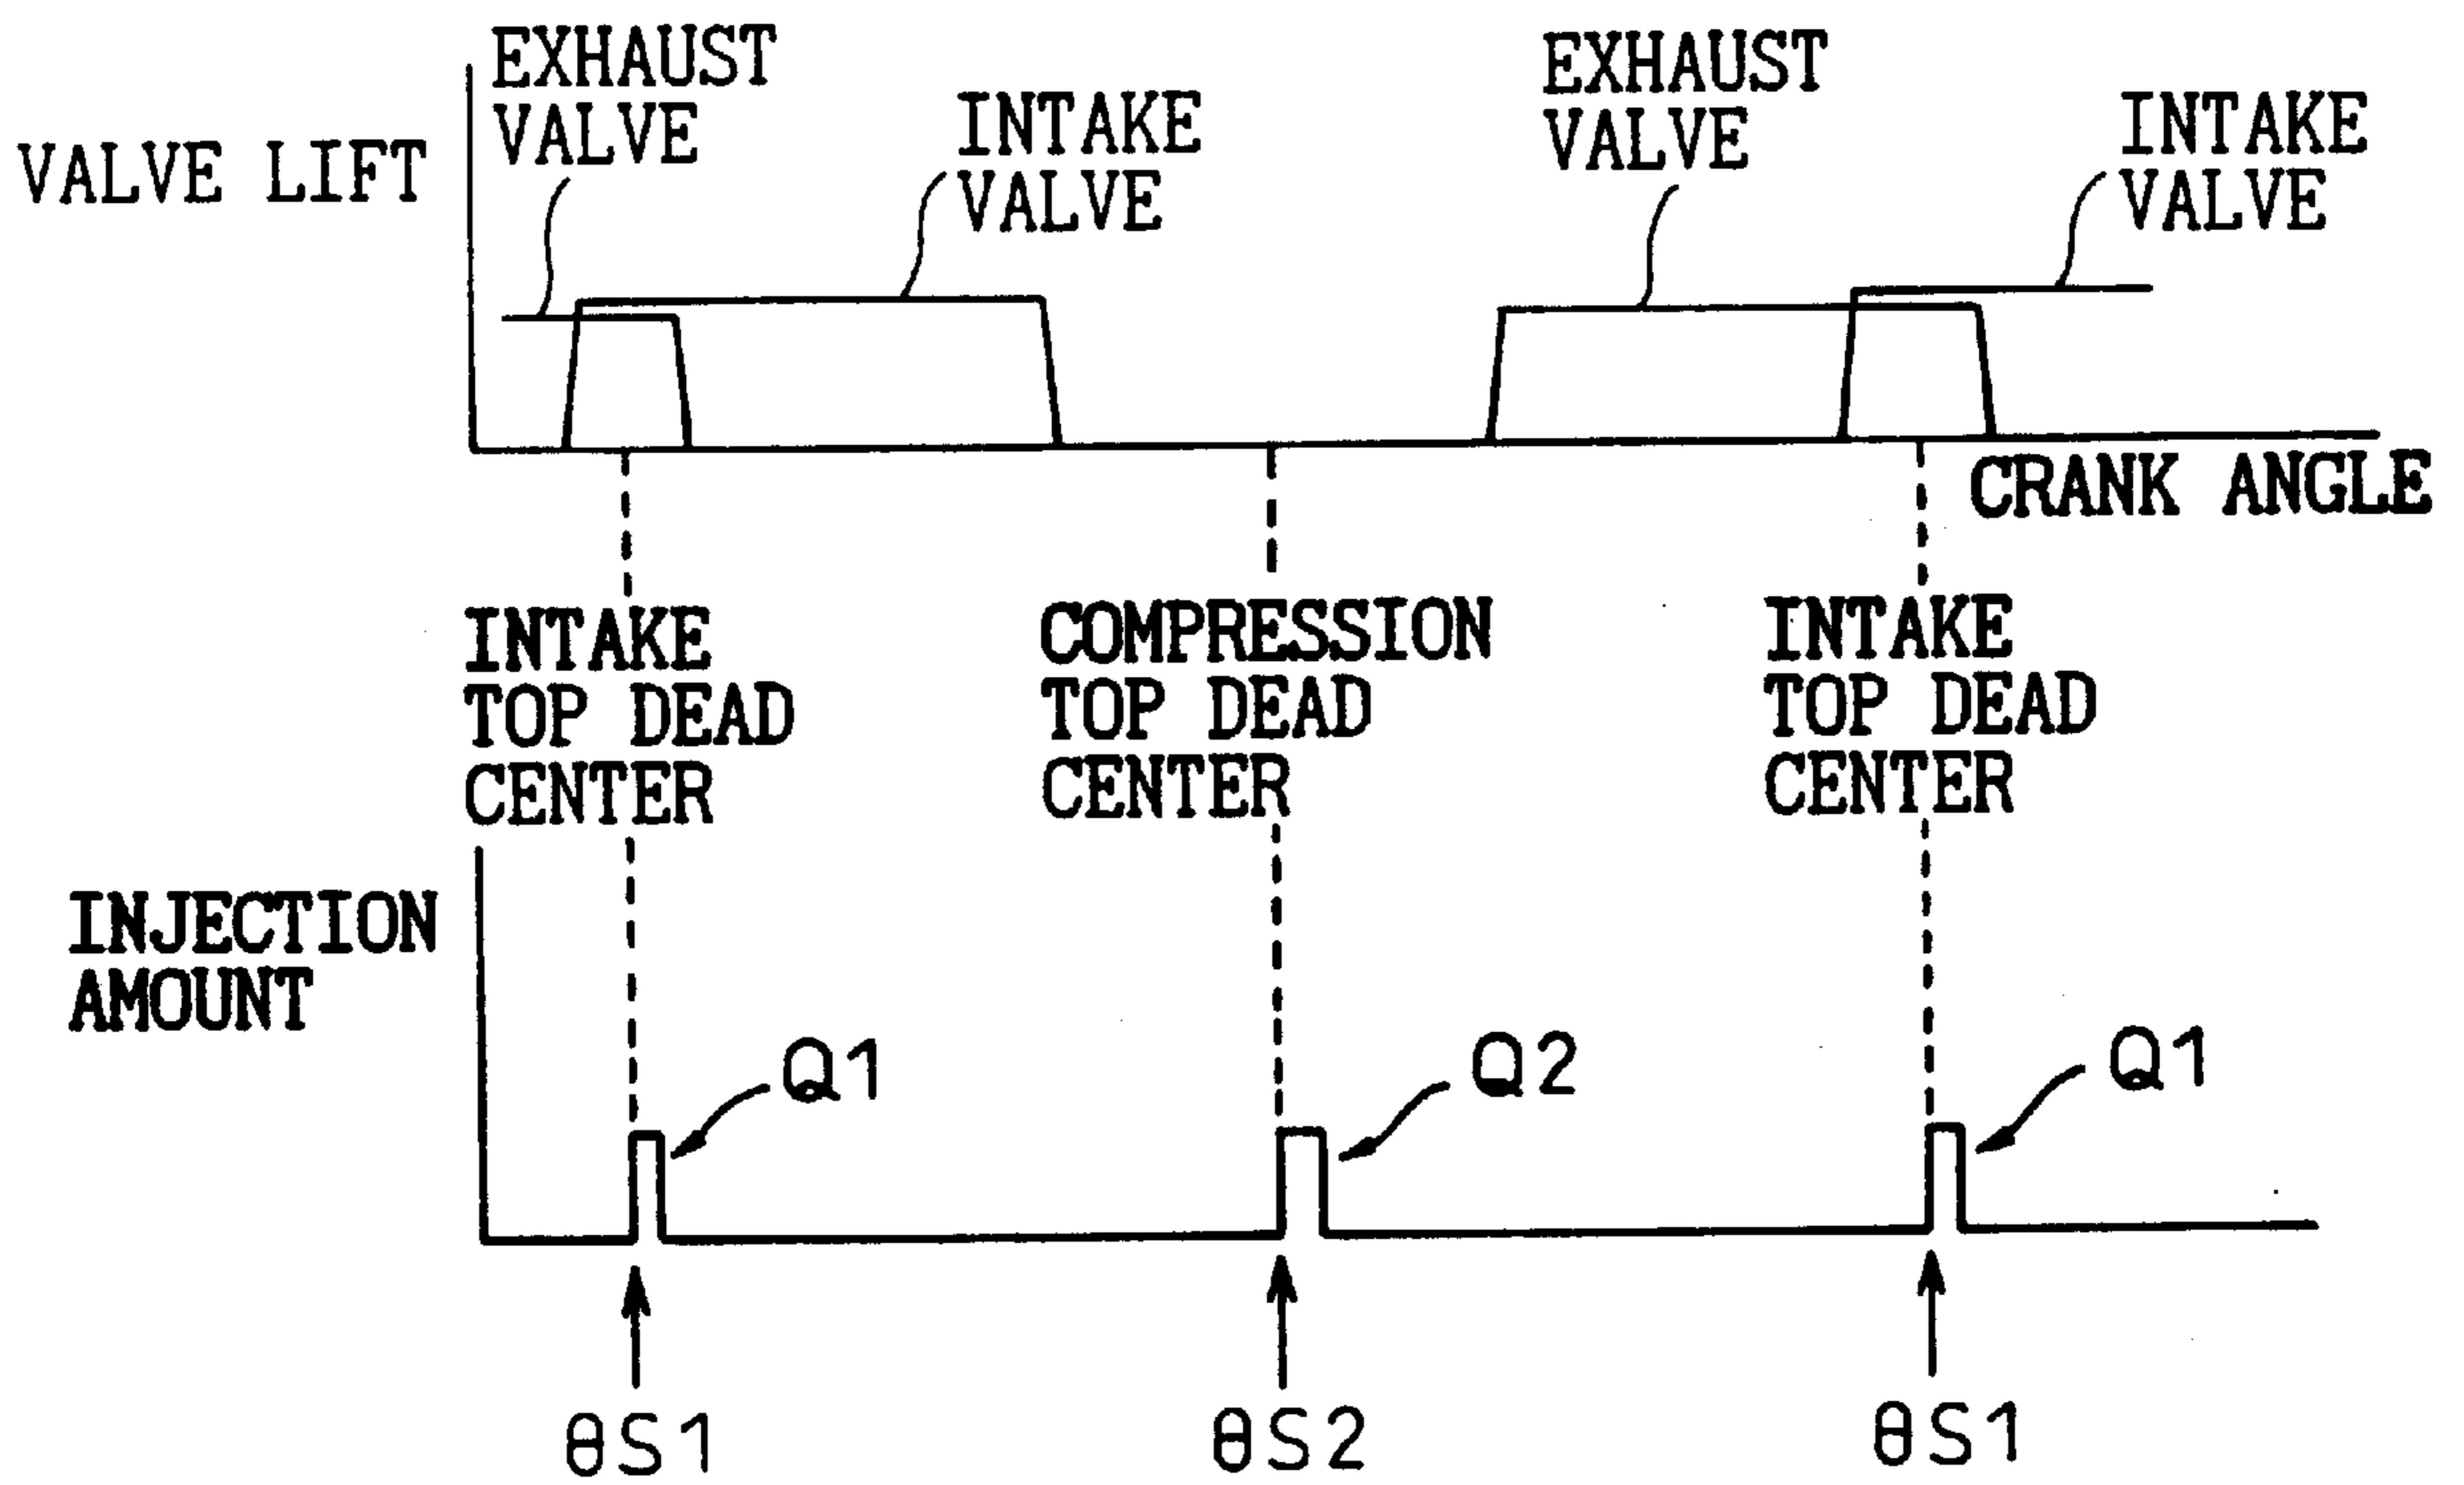 EXHAUST
VALVE
INTAKE
VALVE
EXHAUST
VALVE
INTAKE
VALVE
VALVE LIFT
CRANK ANGLE
INTAKE
TOP DEAD
CENTER
COMPRESSION
TOP DEAD
CENTER
INTAKE
TOP DEAD
CENTER
INJECTION
AMOUNT
Q1
Q2
Q1
θS1
θS2
θS1